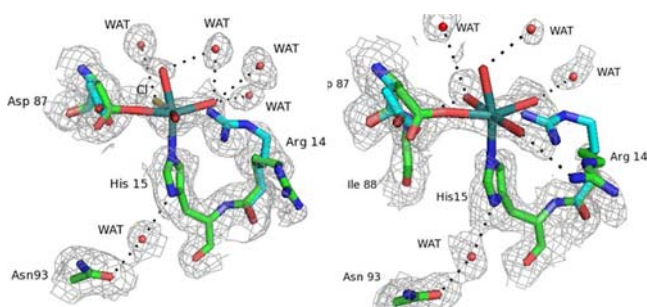 WAT
WAT
WAT
WAT
Cl
Asp 87
Arg 14
His 15
WAT
Asn93
WAT
WAT
WAT
p 87
Arg 14
Ile 88
His15
WAT
Asn 93